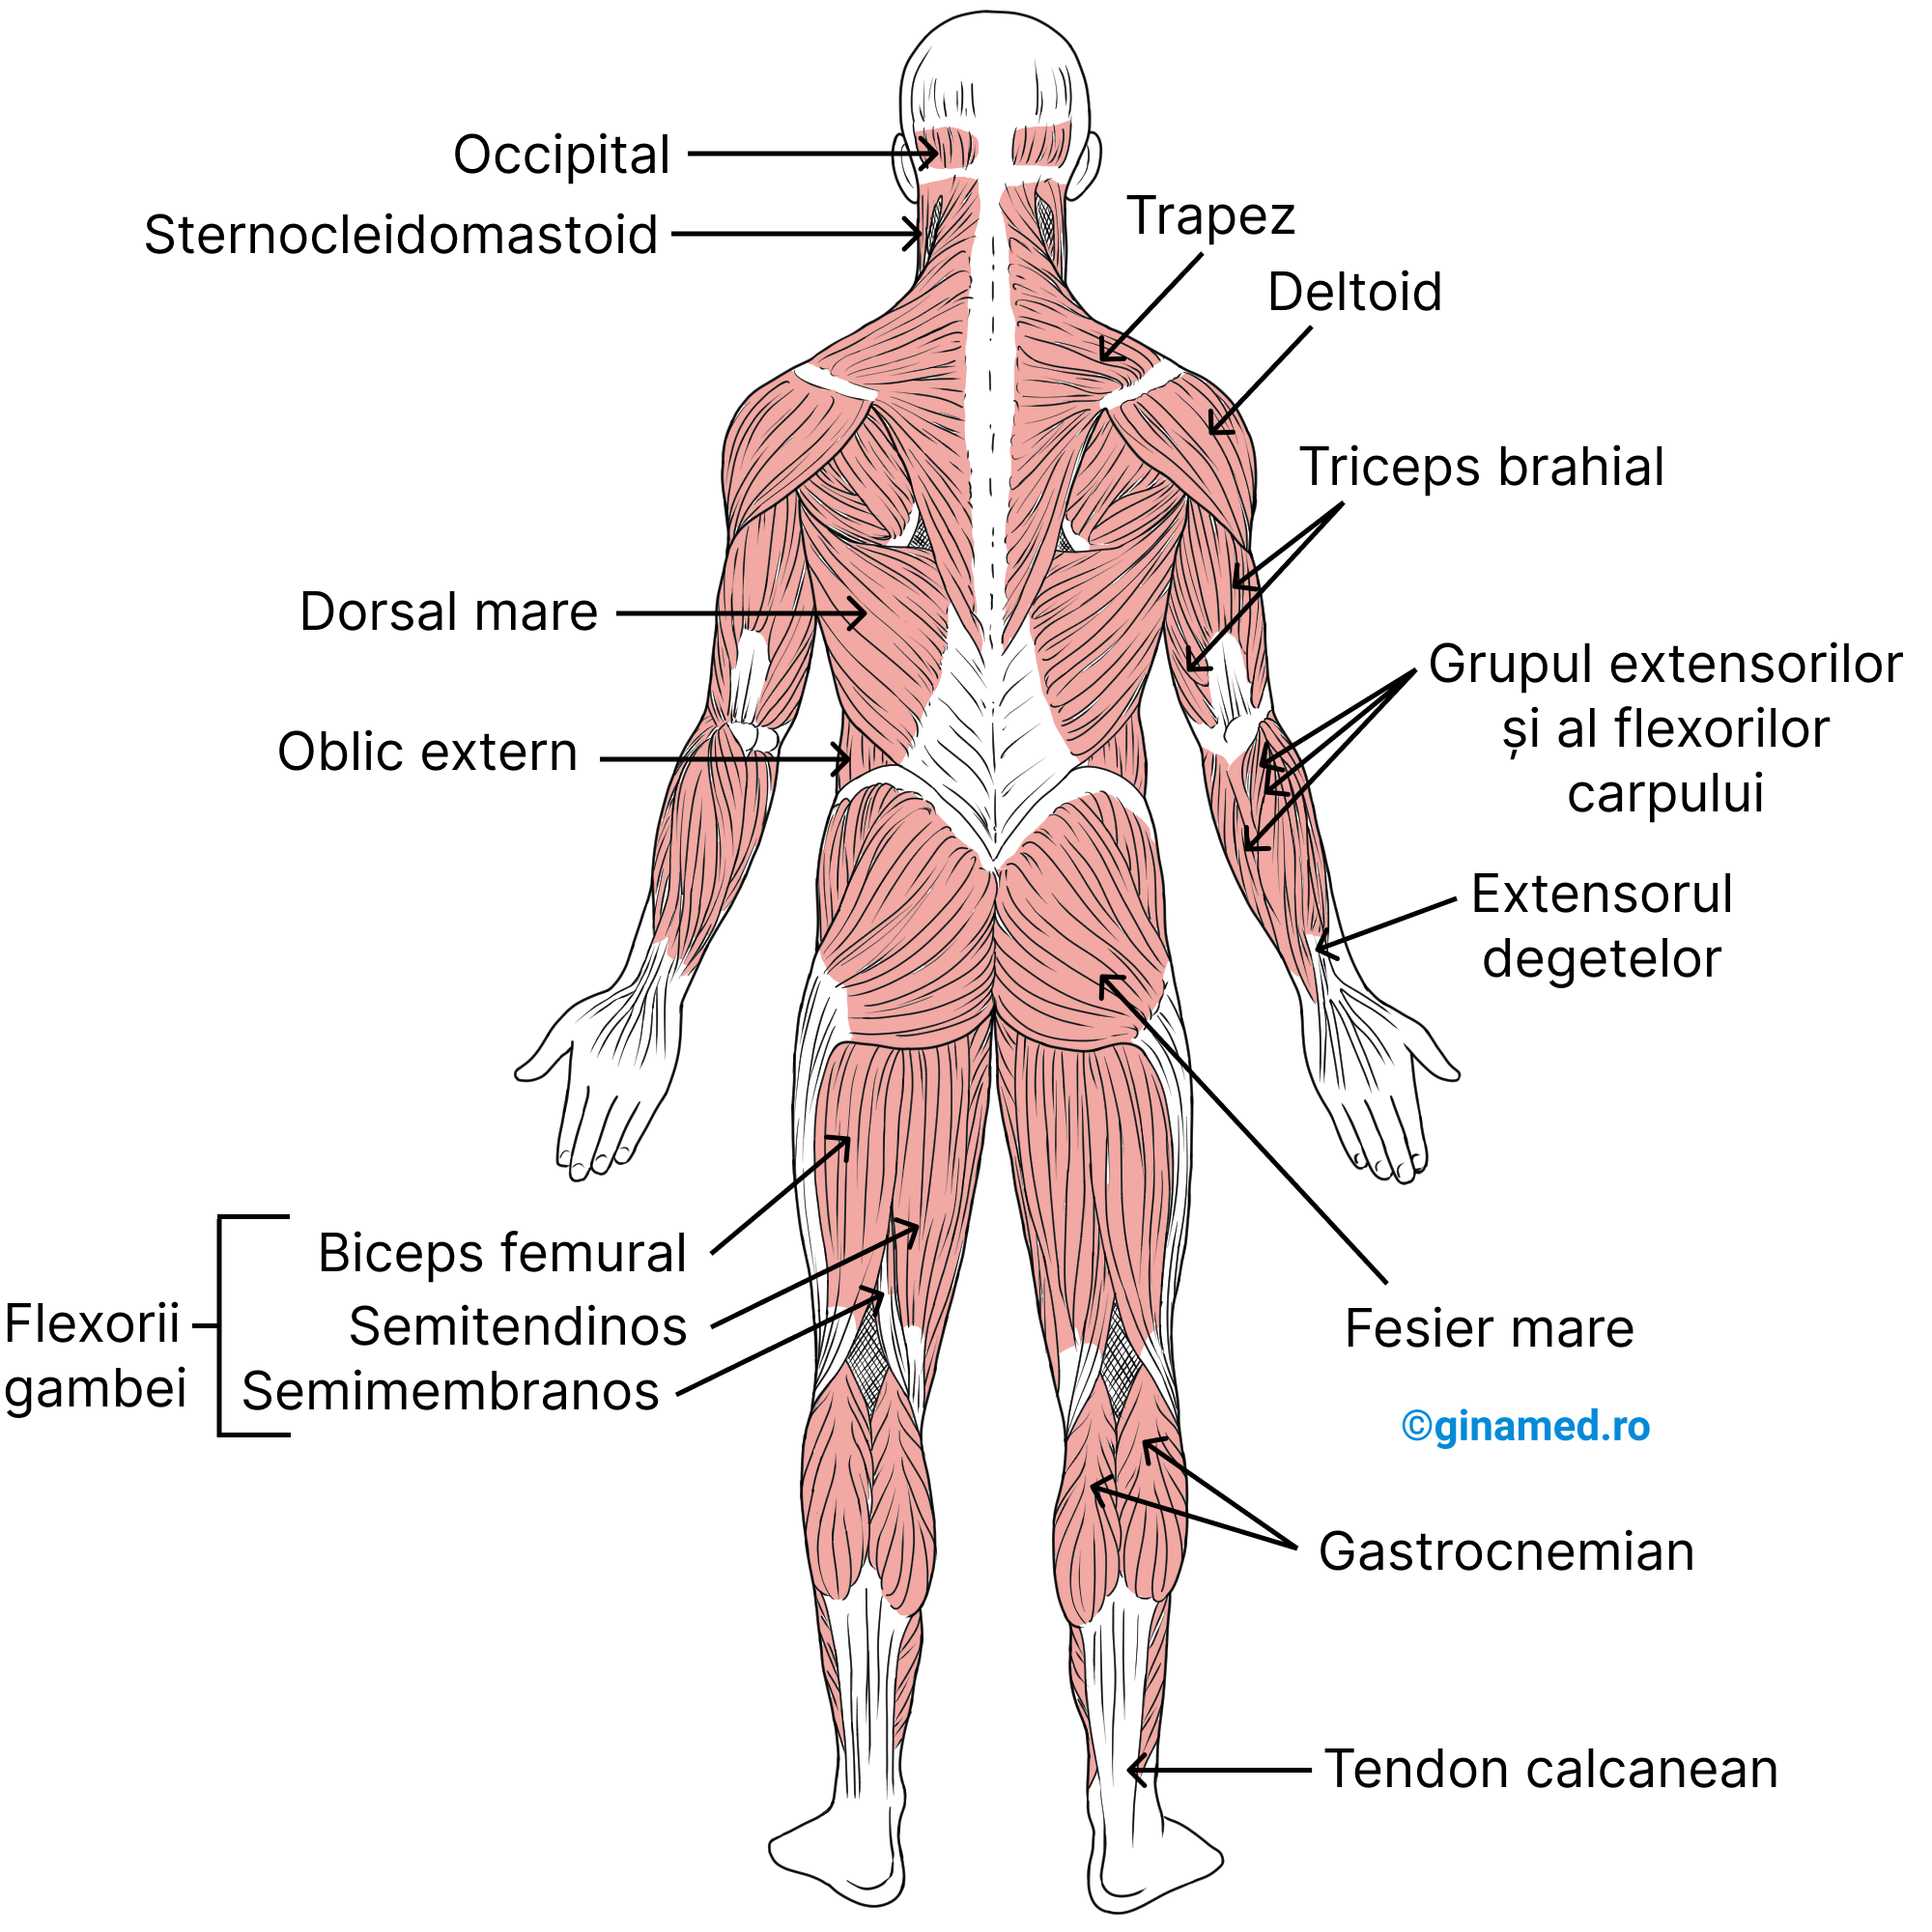 Occipital
Sternocleidomastoid
Trapez
Deltoid
Triceps brahial
Dorsal mare
Grupul extensorilor
și al flexorilor
carpului
Oblic extern
Extensorul
degetelor
Biceps femural
Flexorii
gambei
Semitendinos
Semimembranos
Fesier mare
©ginamed.ro
Gastrocnemian
Tendon calcanean